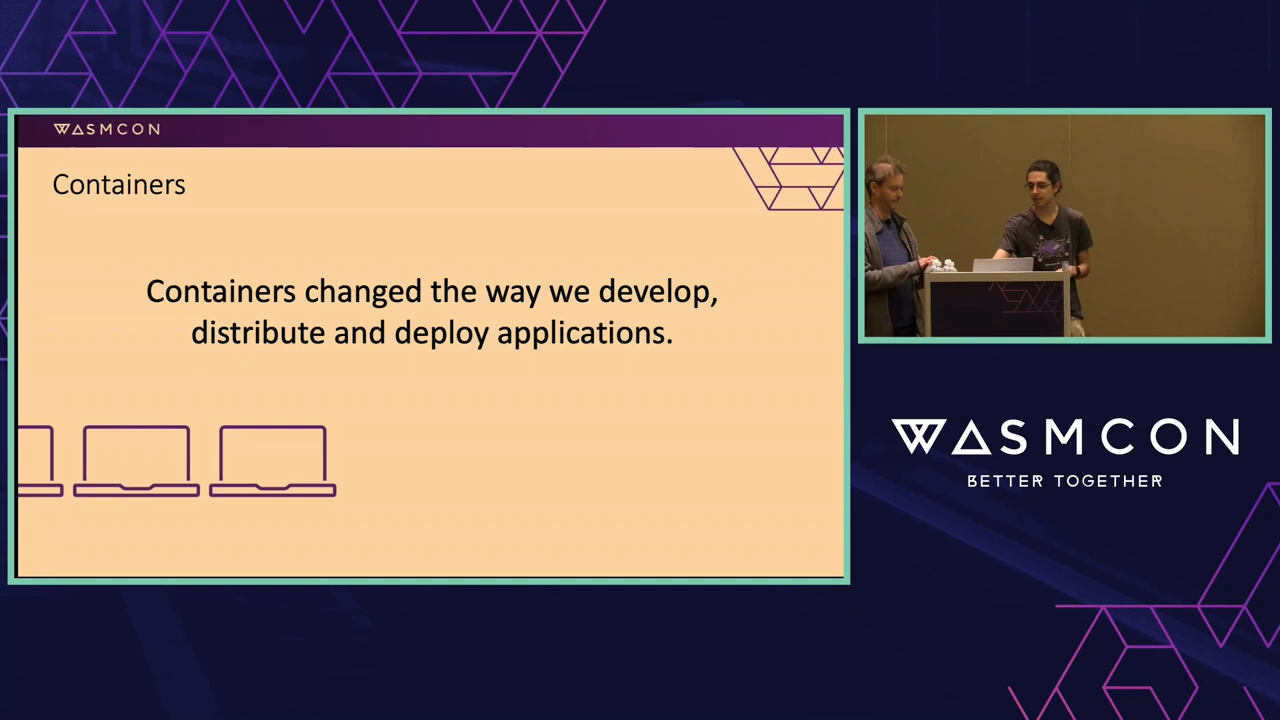 WASMCON
Containers
Containers changed the way we develop,
distribute and deploy applications.
WASMCON
BETTER TOGETHER